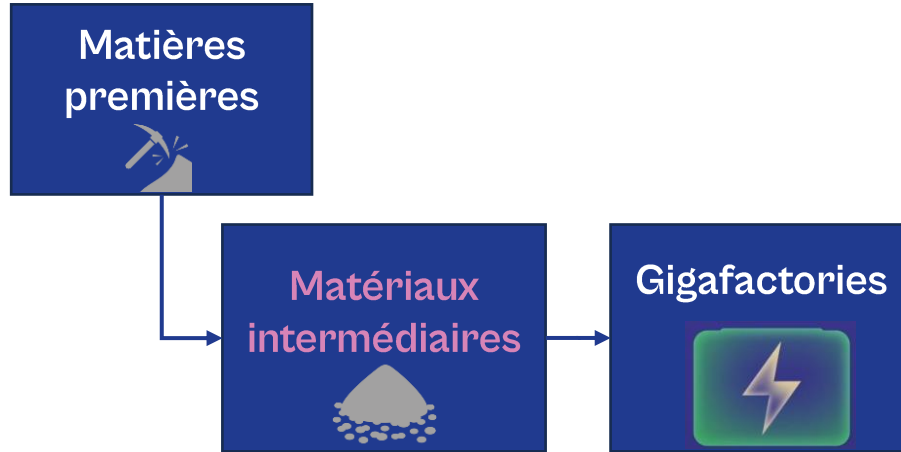 Matières
premières
Matériaux
intermédiaires
Gigafactories